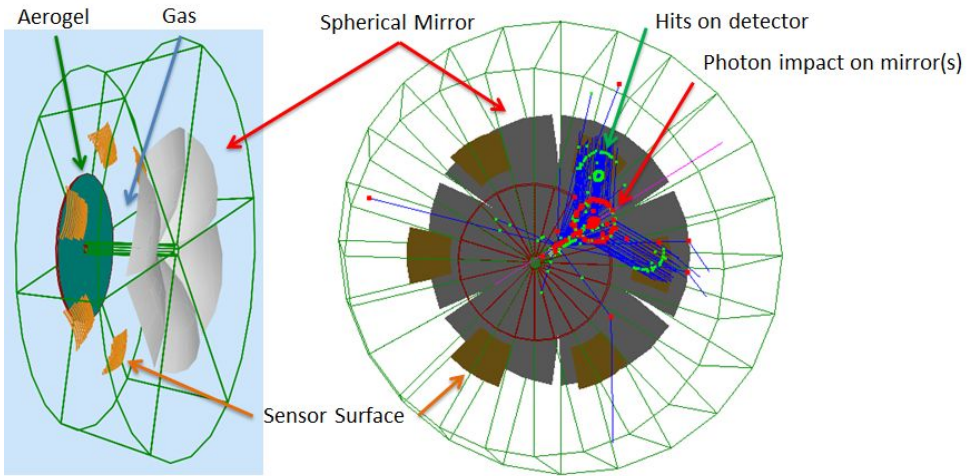 Aerogel
Gas
Spherical Mirror
Hits on detector
Photon impact on mirror(s)
Sensor Surface